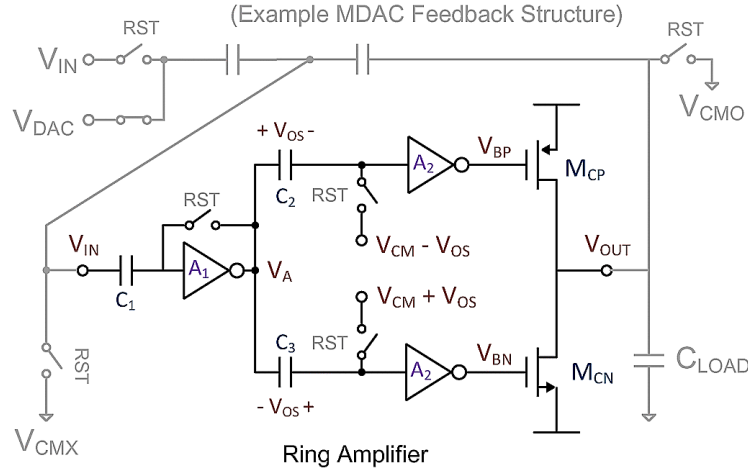 (Example MDAC Feedback Structure)
RST
RST
VIN
VCMO
VDAC
+ VOS -
A2
VBP
MCP
C2
RST
RST
VIN
VCM - VOS
VOUT
A1
VA
C1
VCM + VOS
C3
RST
RST
A2
VBN
MCN
CLOAD
- VOS +
VCMX
Ring Amplifier